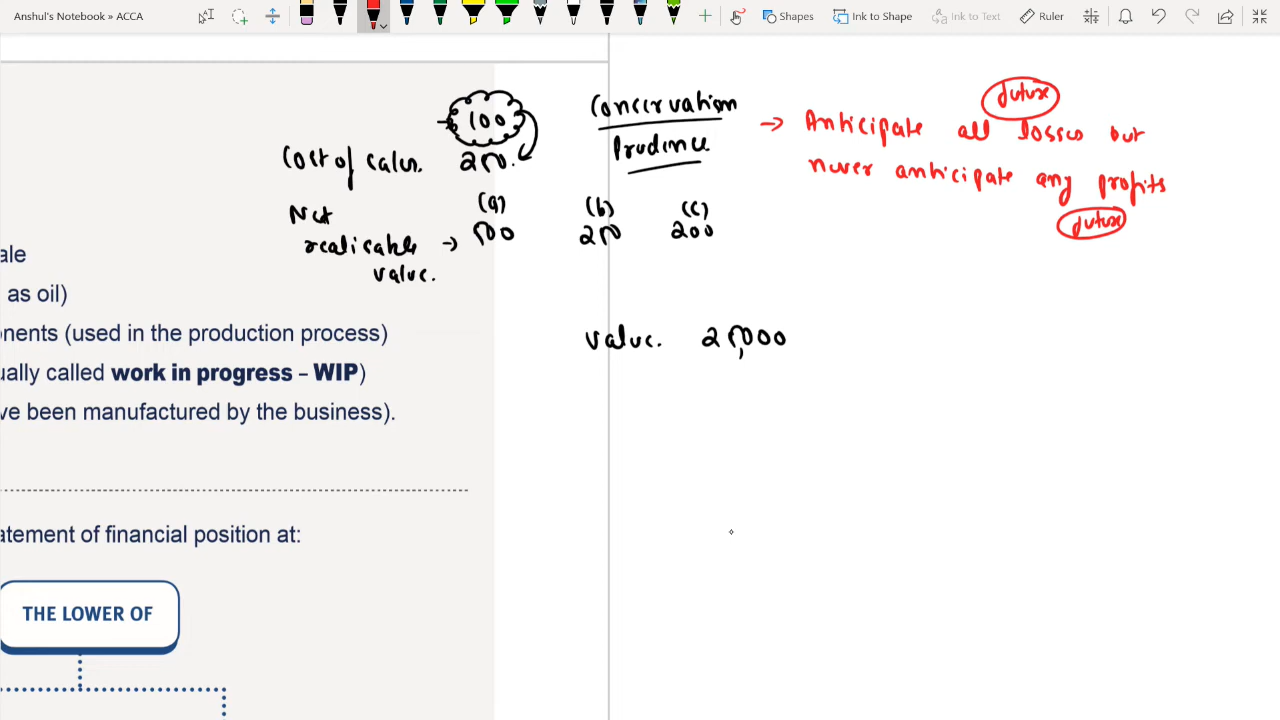 Anshul's Notebook » ACCA
Shapes
Ink to Shape
Ink to Text
Ruler
100
Cost of sales. 250.
Conservation
Prudence
future
→ Anticipate all losses but
never anticipate any profits
future
(a) (b) (c)
Net
realisable value. → 500 250 200
value. 25,000
ale
as oil)
onents (used in the production process)
ually called work in progress – WIP)
ve been manufactured by the business).
atement of financial position at:
THE LOWER OF